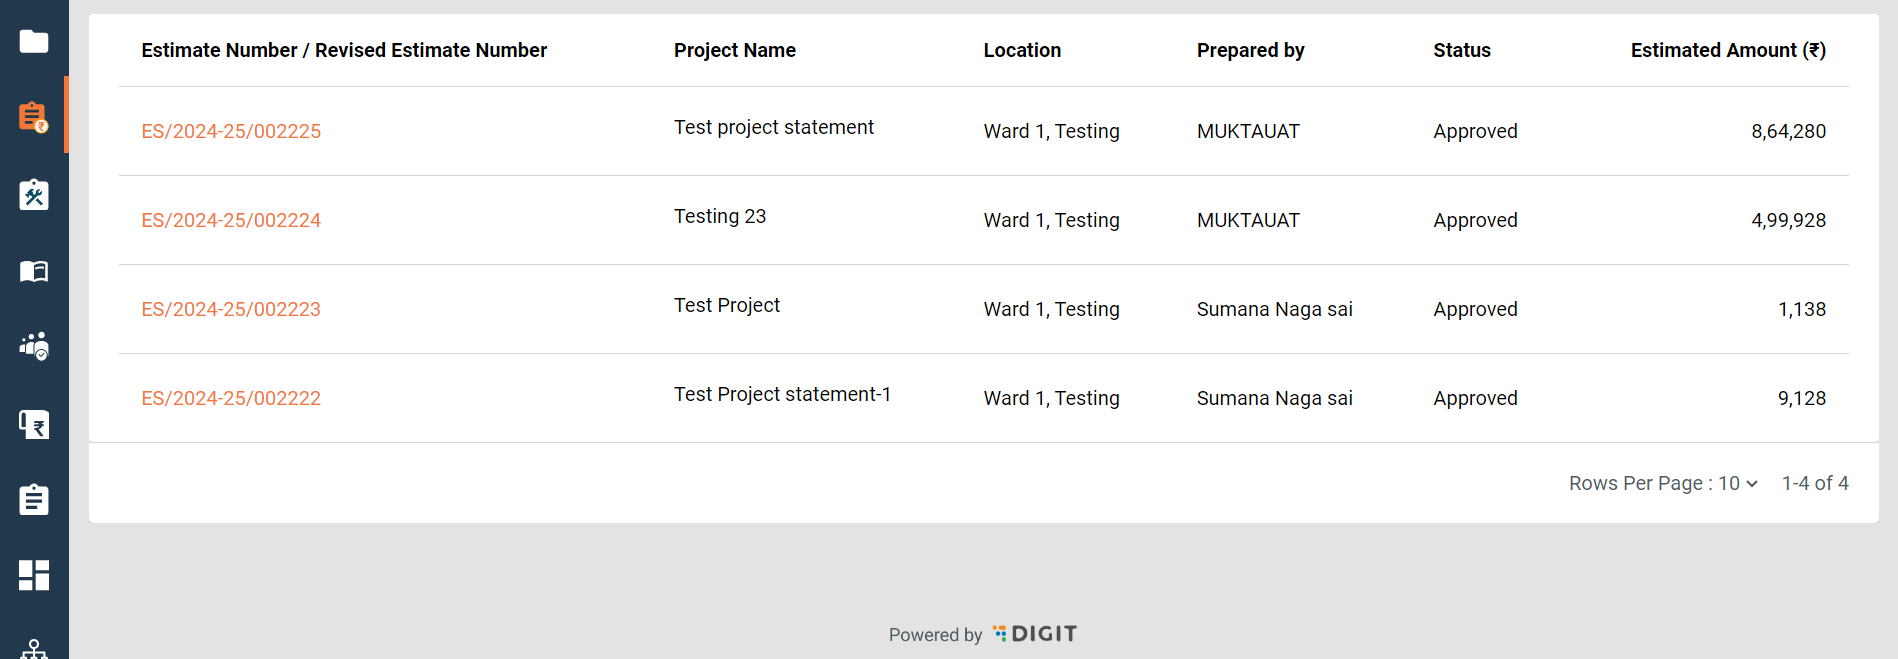 Estimate Number / Revised Estimate Number Project Name Location Prepared by Status Estimated Amount (₹)
ES/2024-25/002225 Test project statement Ward 1, Testing MUKTAUAT Approved 8,64,280
ES/2024-25/002224 Testing 23 Ward 1, Testing MUKTAUAT Approved 4,99,928
ES/2024-25/002223 Test Project Ward 1, Testing Sumana Naga sai Approved 1,138
ES/2024-25/002222 Test Project statement-1 Ward 1, Testing Sumana Naga sai Approved 9,128
Rows Per Page : 10 1-4 of 4
Powered by DIGIT